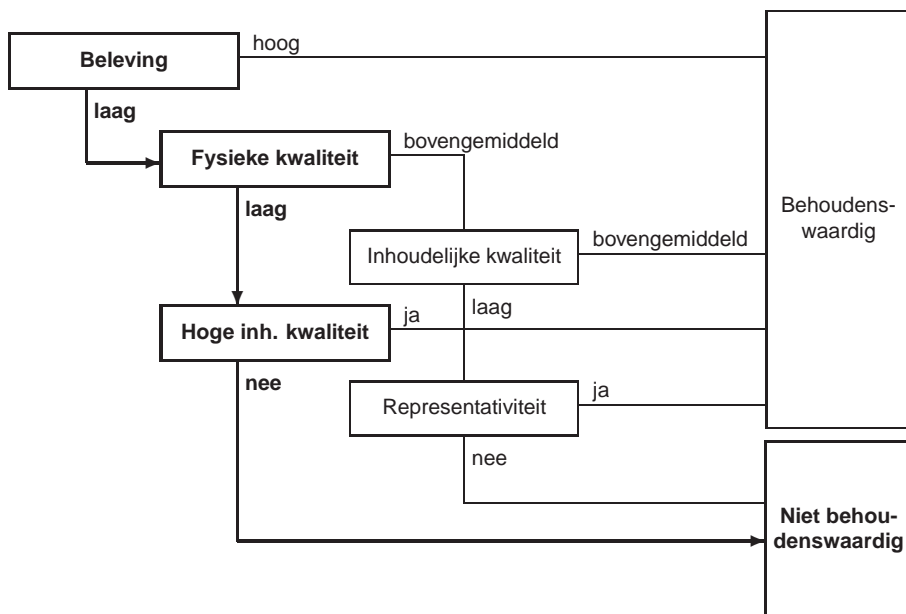 hoog
Beleving
laag
bovengemiddeld
Fysieke kwaliteit
laag
Behoudens-
waardig
bovengemiddeld
Inhoudelijke kwaliteit
laag
ja
Hoge inh. kwaliteit
nee
ja
Representativiteit
nee
Niet behou-
denswaardig